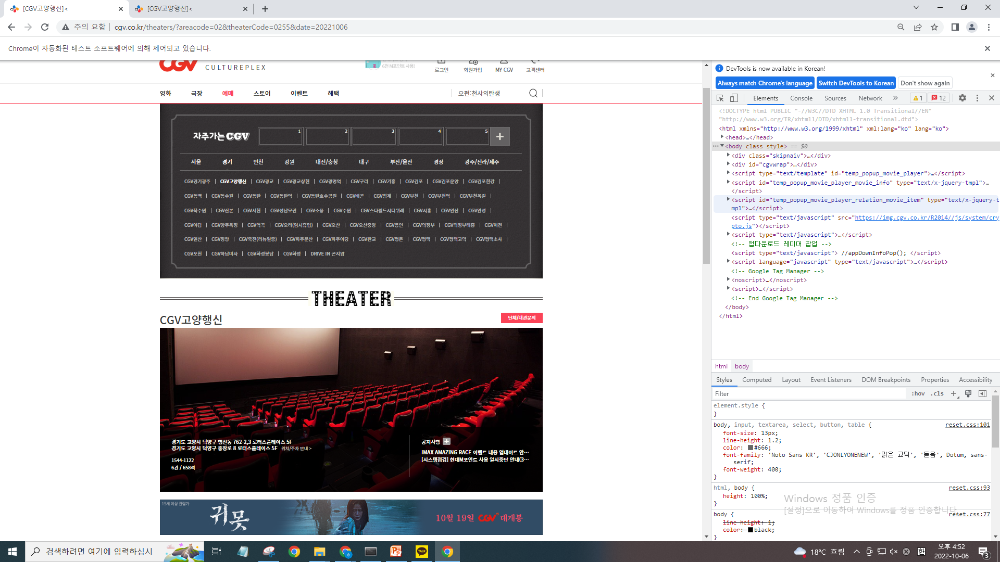 [CGV고양행신]<
[CGV고양행신]<
주의 요함
cgv.co.kr/theaters/?areacode=02&theaterCode=0255&date=20221006
Chrome이 자동화된 테스트 소프트웨어에 의해 제어되고 있습니다.
CGV CULTUREPLEX
6천 M포인트 사용!
로그인 회원가입 MY CGV 고객센터
영화 극장 예매 스토어 이벤트 혜택 오펀:천사의탄생
자주가는 CGV 1 2 3 4 5
서울 경기 인천 강원 대전/충청 대구 부산/울산 경상 광주/전라/제주
CGV경기광주 | CGV고양행신 | CGV광교 | CGV광교상현 | CGV광명역 | CGV구리 | CGV기흥 | CGV김포 | CGV김포운양 | CGV김포한강 |
CGV동백 | CGV동수원 | CGV동탄 | CGV동탄역 | CGV동탄호수공원 | CGV배곧 | CGV범계 | CGV부천 | CGV부천역 | CGV부천옥길 |
CGV북수원 | CGV산본 | CGV서현 | CGV성남모란 | CGV소풍 | CGV수원 | CGV스타필드시티위례 | CGV시흥 | CGV안산 | CGV안성 |
CGV야탑 | CGV양주옥정 | CGV역곡 | CGV오리(임시휴업) | CGV오산 | CGV오산중앙 | CGV용인 | CGV의정부 | CGV의정부태흥 | CGV이천 |
CGV일산 | CGV정왕 | CGV죽전(리뉴얼중) | CGV파주문산 | CGV파주야당 | CGV판교 | CGV평촌 | CGV평택 | CGV평택고덕 | CGV평택소사 |
CGV포천 | CGV하남미사 | CGV화성봉담 | CGV화정 | DRIVE IN 곤지암
THEATER
CGV고양행신
단체/대관문의
경기도 고양시 덕양구 행신동 762-2,3 로터스플레이스 5F
경기도 고양시 덕양구 충장로 8 로터스플레이스 5F 위치/주차 안내 >
1544-1122
6관 / 658석
공지사항
IMAX AMAZING RACE 이벤트 내용 업데이트 안…
[시스템점검] 현대M포인트 사용 일시중단 안내(3…
15세 이상 관람가
귀못
10월 19일 CGV 대개봉
DevTools is now available in Korean!
Always match Chrome's language Switch DevTools to Korean Don't show again
Elements Console Sources Network » 1 12
<!DOCTYPE html PUBLIC "-//W3C//DTD XHTML 1.0 Transitional//EN"
"http://www.w3.org/TR/xhtml1/DTD/xhtml1-transitional.dtd">
<html xmlns="http://www.w3.org/1999/xhtml" xml:lang="ko" lang="ko">
<head>…</head>
<body class style> == $0
<div class="skipnaiv">…</div>
<div id="cgvwrap">…</div>
<script type="text/template" id="temp_popup_movie_player">…</script>
<script id="temp_popup_movie_player_movie_info" type="text/x-jquery-tmpl">…
</script>
<script id="temp_popup_movie_player_relation_movie_item" type="text/x-jquery-t
mpl">…</script>
<script type="text/javascript" src="https://img.cgv.co.kr/R2014//js/system/cry
pto.js"></script>
<script type="text/javascript">…</script>
<!-- 앱다운로드 레이어 팝업 -->
<script type="text/javascript"> //appDownInfoPop(); </script>
<script language="javascript" type="text/javascript">…</script>
<!-- Google Tag Manager -->
<noscript>…</noscript>
<script>…</script>
<!-- End Google Tag Manager -->
</body>
</html>
html body
Styles Computed Layout Event Listeners DOM Breakpoints Properties Accessibility
Filter :hov .cls
element.style {
}
body, input, textarea, select, button, table { reset.css:101
font-size: 13px;
line-height: 1.2;
color: #666;
font-family: 'Noto Sans KR', 'CJONLYONENEW', '맑은 고딕', '돋움', Dotum, sans-
serif;
font-weight: 400;
}
html, body { reset.css:93
height: 100%;
}
body { reset.css:77
line-height: 1;
color: black;
}
Windows 정품 인증
[설정]으로 이동하여 Windows를 정품 인증합니다.
검색하려면 여기에 입력하십시
TALK
18°C 흐림
한
오후 4:52
2022-10-06
3